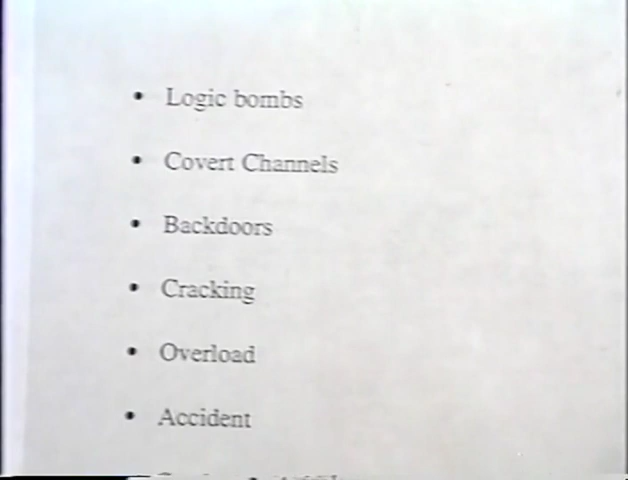 • Logic bombs
• Covert Channels
• Backdoors
• Cracking
• Overload
• Accident